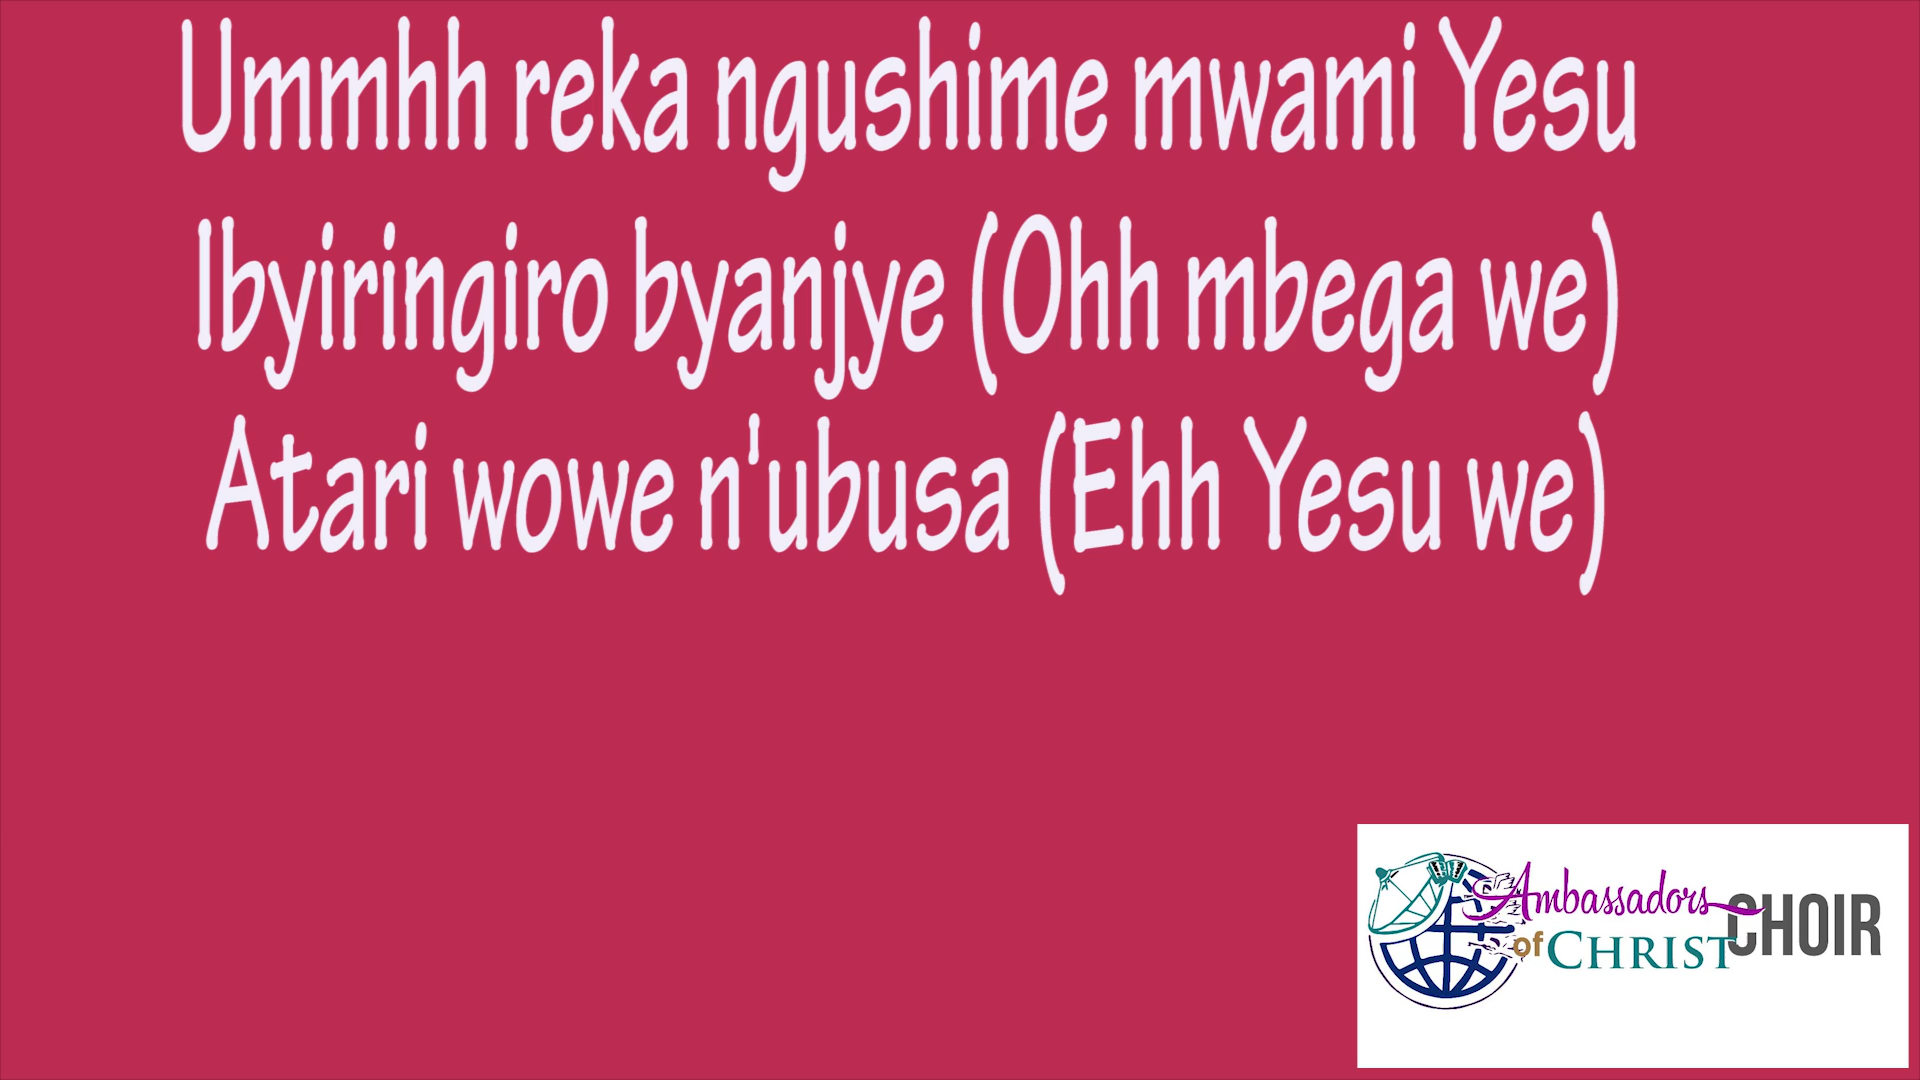 Ummhh reka ngushime mwami Yesu
Ibyiringiro byanjye (Ohh mbega we)
Atari wowe n'ubusa (Ehh Yesu we)
Ambassadors
of CHRIST
CHOIR